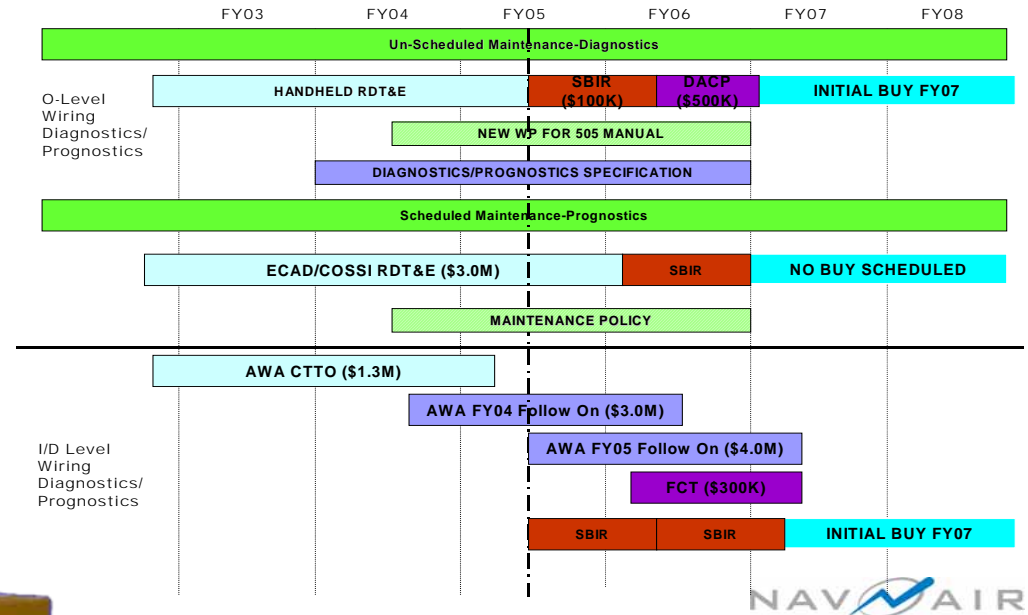 FY03 FY04 FY05 FY06 FY07 FY08
Un-Scheduled Maintenance-Diagnostics
O-Level
Wiring
Diagnostics/
Prognostics
HANDHELD RDT&E
SBIR
($100K)
DACP
($500K)
INITIAL BUY FY07
NEW WP FOR 505 MANUAL
DIAGNOSTICS/PROGNOSTICS SPECIFICATION
Scheduled Maintenance-Prognostics
ECAD/COSSI RDT&E ($3.0M)
SBIR
NO BUY SCHEDULED
MAINTENANCE POLICY
AWA CTTO ($1.3M)
AWA FY04 Follow On ($3.0M)
I/D Level
Wiring
Diagnostics/
Prognostics
AWA FY05 Follow On ($4.0M)
FCT ($300K)
SBIR
SBIR
INITIAL BUY FY07
NAVAIR